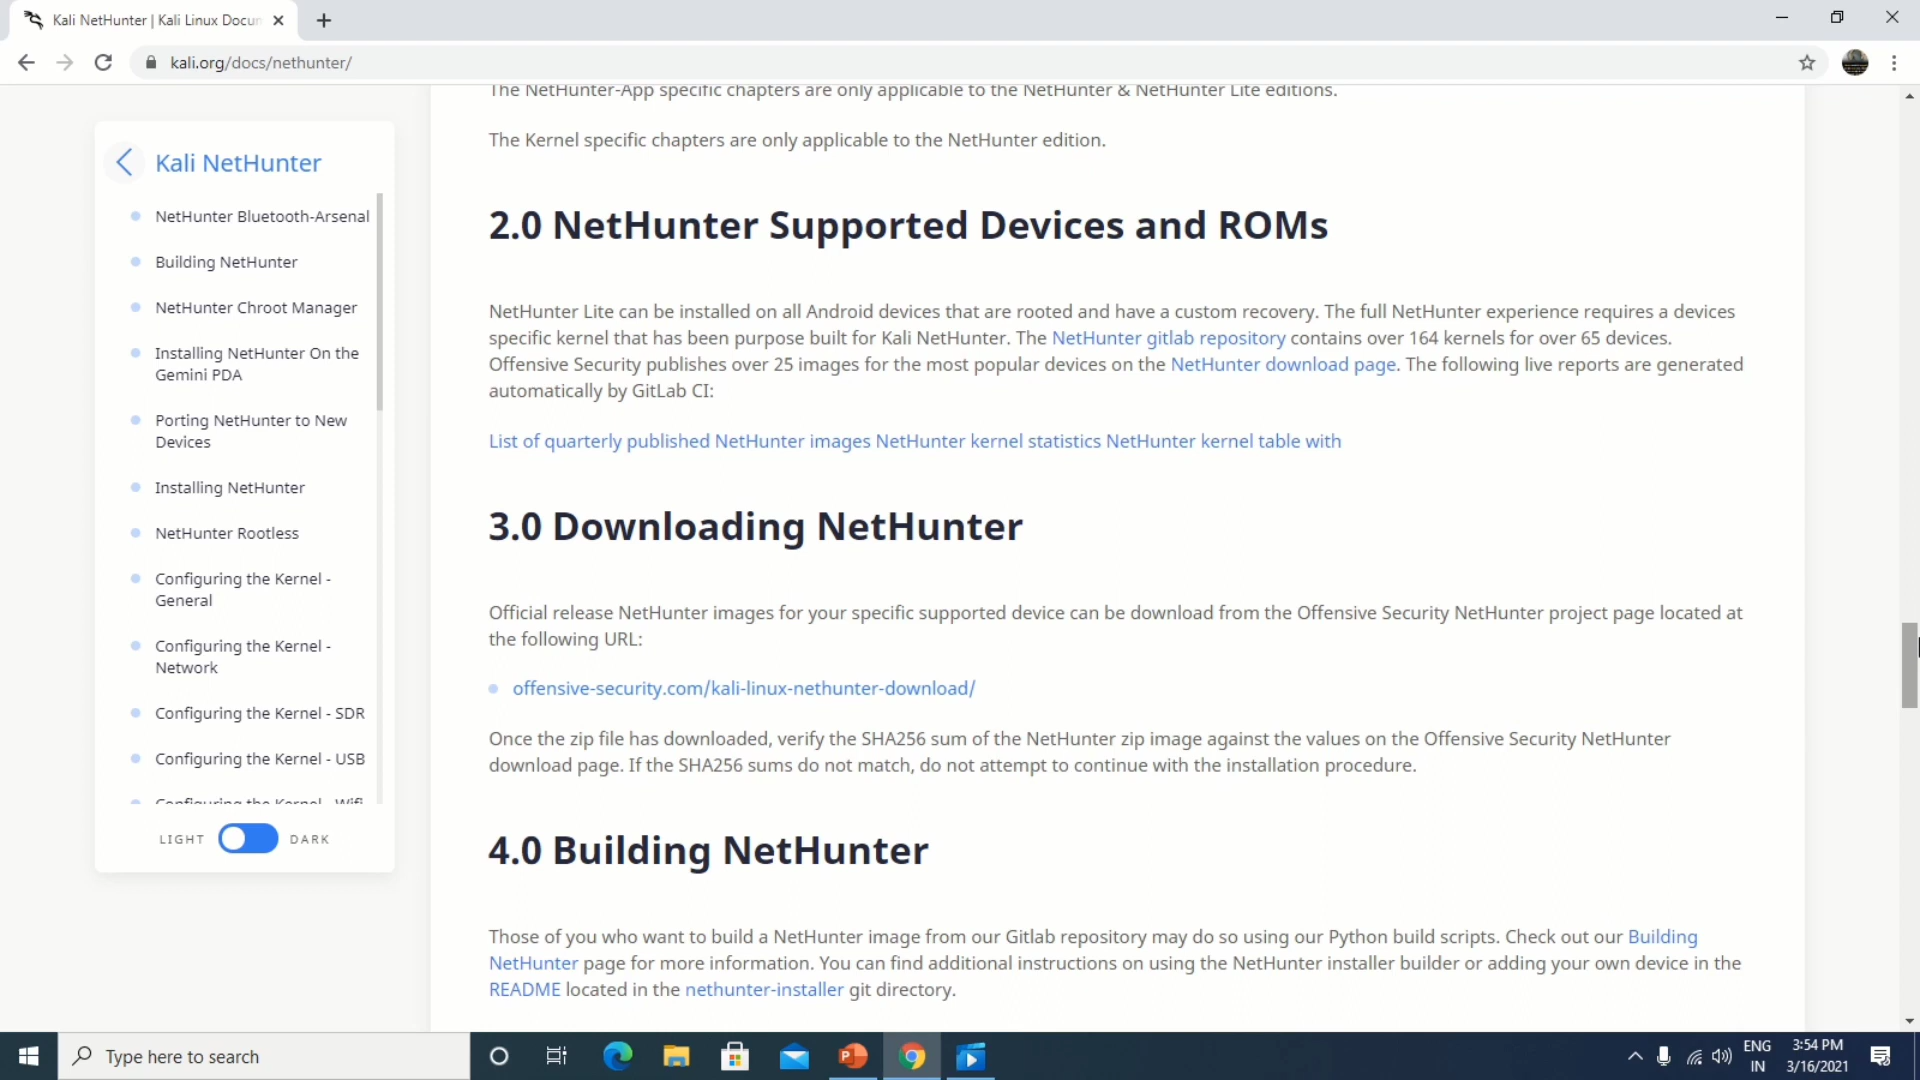 Kali NetHunter | Kali Linux Docum
kali.org/docs/nethunter/
Kali NetHunter
NetHunter Bluetooth-Arsenal
Building NetHunter
NetHunter Chroot Manager
Installing NetHunter On the
Gemini PDA
Porting NetHunter to New
Devices
Installing NetHunter
NetHunter Rootless
Configuring the Kernel -
General
Configuring the Kernel -
Network
Configuring the Kernel - SDR
Configuring the Kernel - USB
Configuring the Kernel - Wifi
LIGHT DARK
The NetHunter-App specific chapters are only applicable to the NetHunter & NetHunter Lite editions.
The Kernel specific chapters are only applicable to the NetHunter edition.
2.0 NetHunter Supported Devices and ROMs
NetHunter Lite can be installed on all Android devices that are rooted and have a custom recovery. The full NetHunter experience requires a devices
specific kernel that has been purpose built for Kali NetHunter. The NetHunter gitlab repository contains over 164 kernels for over 65 devices.
Offensive Security publishes over 25 images for the most popular devices on the NetHunter download page. The following live reports are generated
automatically by GitLab CI:
List of quarterly published NetHunter images NetHunter kernel statistics NetHunter kernel table with
3.0 Downloading NetHunter
Official release NetHunter images for your specific supported device can be download from the Offensive Security NetHunter project page located at
the following URL:
offensive-security.com/kali-linux-nethunter-download/
Once the zip file has downloaded, verify the SHA256 sum of the NetHunter zip image against the values on the Offensive Security NetHunter
download page. If the SHA256 sums do not match, do not attempt to continue with the installation procedure.
4.0 Building NetHunter
Those of you who want to build a NetHunter image from our Gitlab repository may do so using our Python build scripts. Check out our Building
NetHunter page for more information. You can find additional instructions on using the NetHunter installer builder or adding your own device in the
README located in the nethunter-installer git directory.
Type here to search
ENG
IN
3:54 PM
3/16/2021